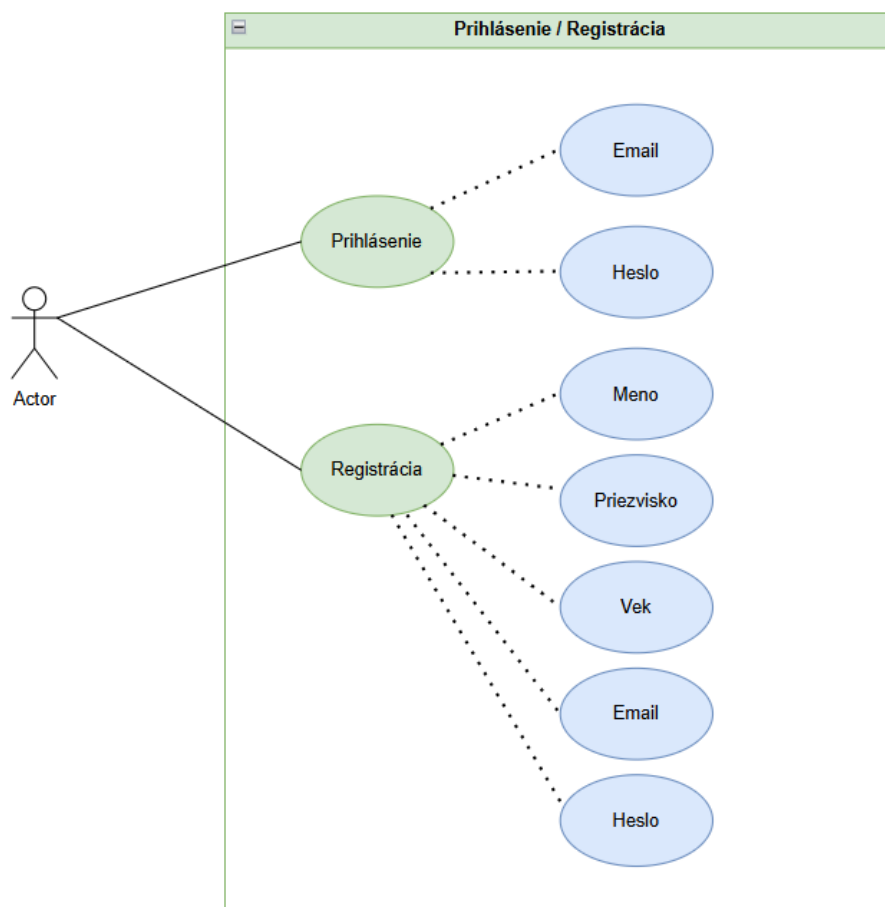 Prihlásenie / Registrácia
Email
Prihlásenie
Heslo
Actor
Meno
Registrácia
Priezvisko
Vek
Email
Heslo